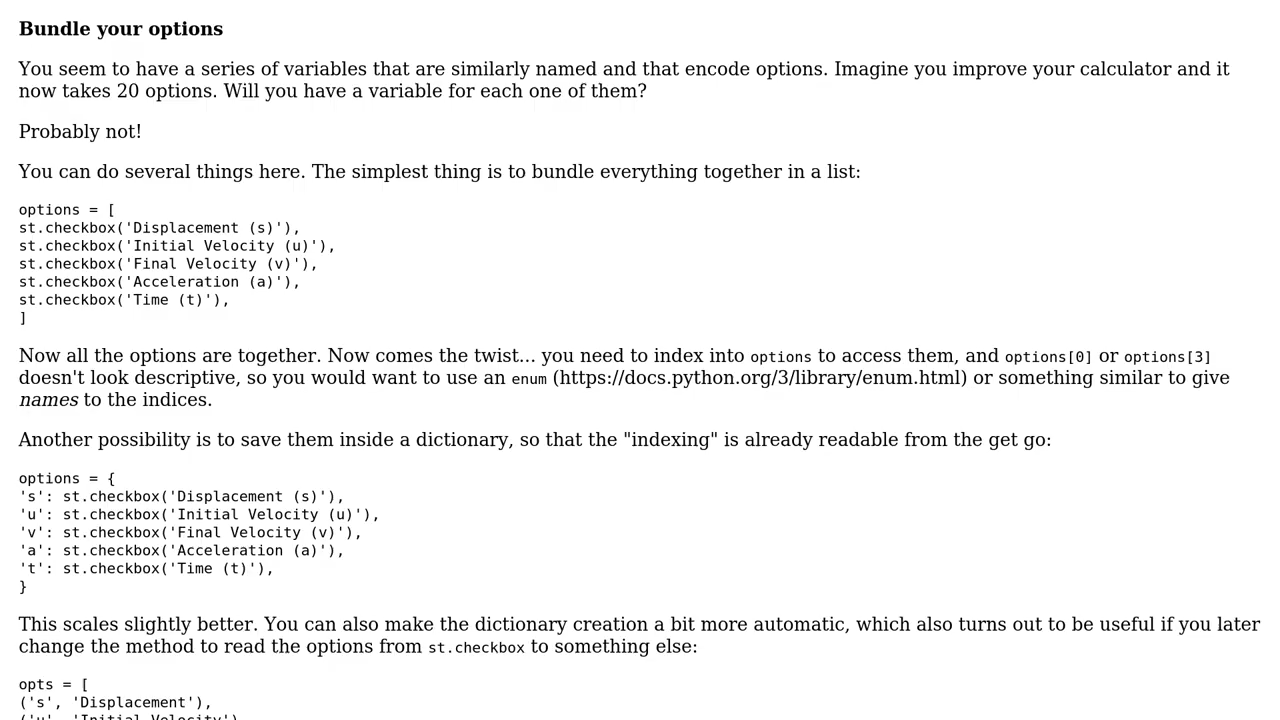 Bundle your options
You seem to have a series of variables that are similarly named and that encode options. Imagine you improve your calculator and it
now takes 20 options. Will you have a variable for each one of them?
Probably not!
You can do several things here. The simplest thing is to bundle everything together in a list:
options = [
st.checkbox('Displacement (s)'),
st.checkbox('Initial Velocity (u)'),
st.checkbox('Final Velocity (v)'),
st.checkbox('Acceleration (a)'),
st.checkbox('Time (t)'),
]
Now all the options are together. Now comes the twist... you need to index into options to access them, and options[0] or options[3]
doesn't look descriptive, so you would want to use an enum (https://docs.python.org/3/library/enum.html) or something similar to give
names to the indices.
Another possibility is to save them inside a dictionary, so that the "indexing" is already readable from the get go:
options = {
's': st.checkbox('Displacement (s)'),
'u': st.checkbox('Initial Velocity (u)'),
'v': st.checkbox('Final Velocity (v)'),
'a': st.checkbox('Acceleration (a)'),
't': st.checkbox('Time (t)'),
}
This scales slightly better. You can also make the dictionary creation a bit more automatic, which also turns out to be useful if you later
change the method to read the options from st.checkbox to something else:
opts = [
('s', 'Displacement'),
('u', 'Initial Velocity')